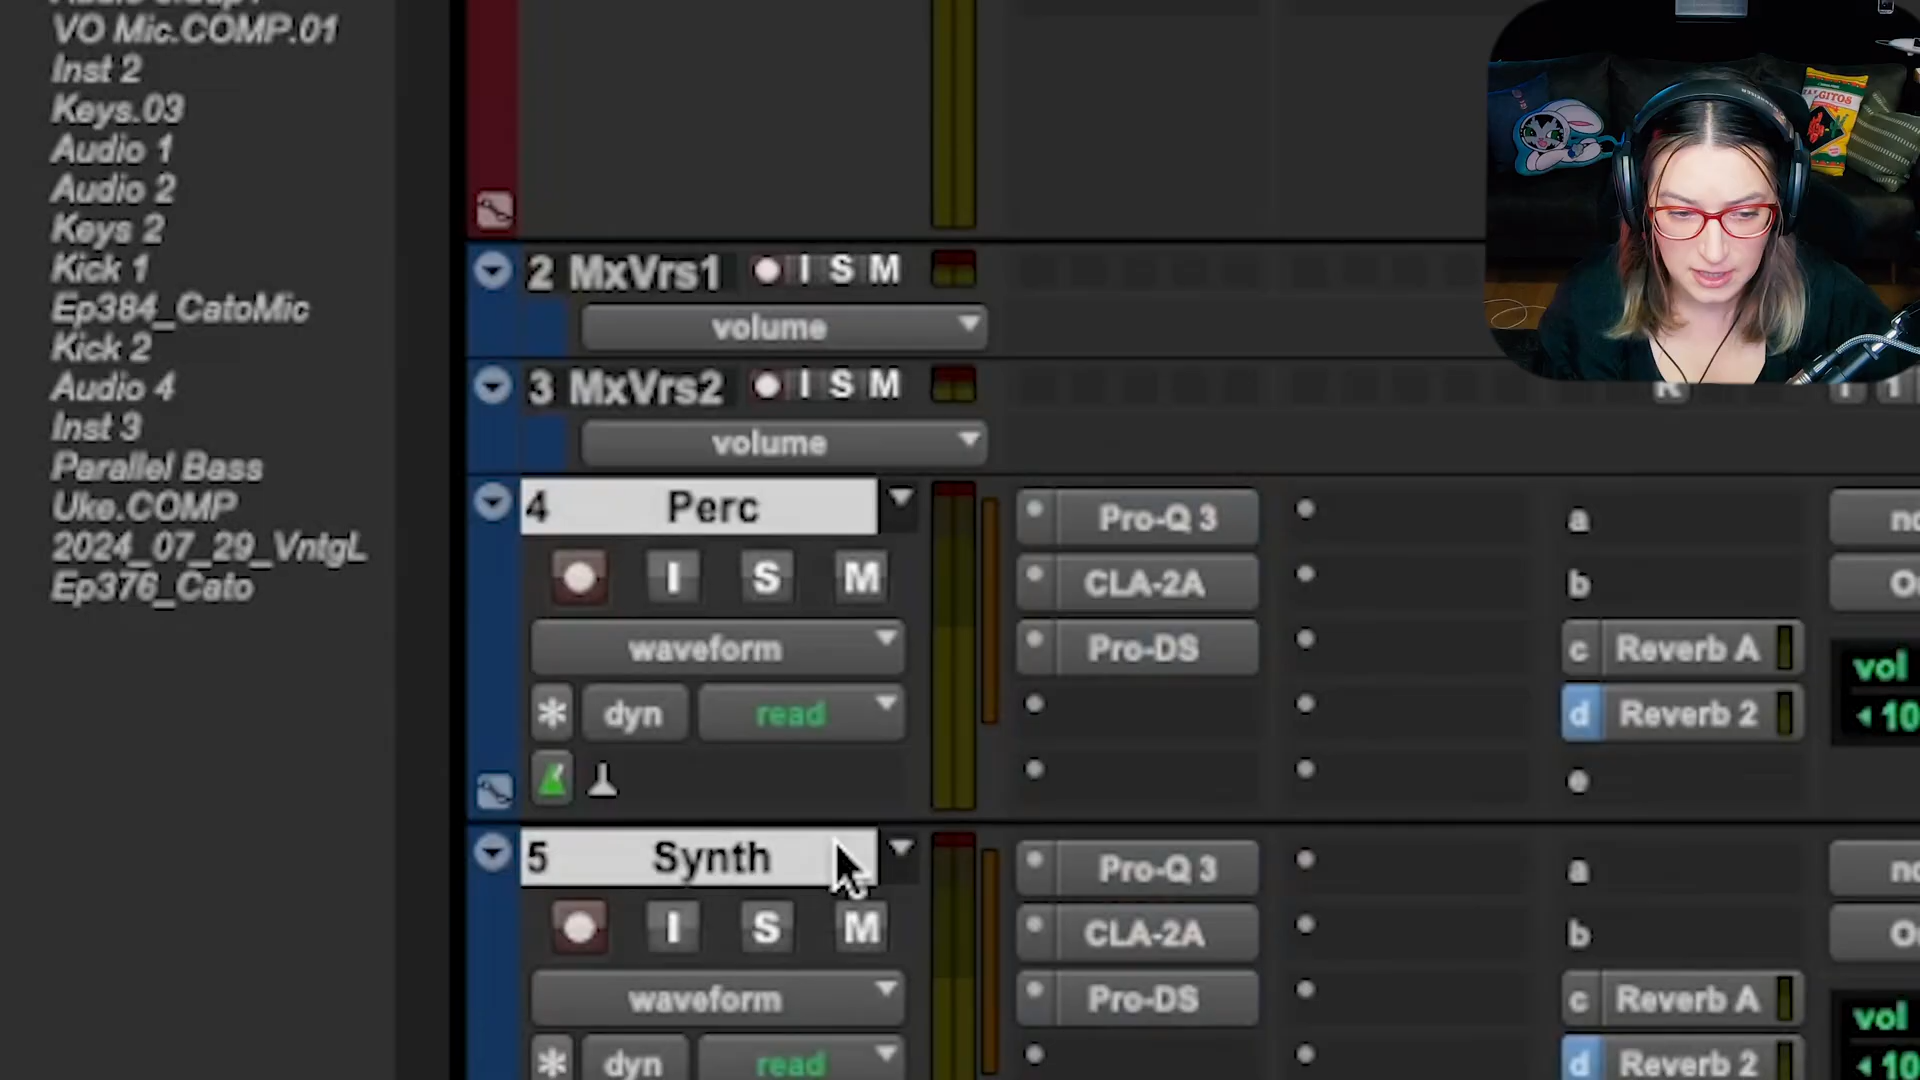 VO Mic.COMP.01
Inst 2
Keys.03
Audio 1
Audio 2
Keys 2
Kick 1
Ep384_CatoMic
Kick 2
Audio 4
Inst 3
Parallel Bass
Uke.COMP
2024_07_29_VntgL
Ep376_Cato
2 MxVrs1 I S M
volume
3 MxVrs2 I S M
volume
4 Perc
I S M
waveform
* dyn read
Pro-Q 3
CLA-2A
Pro-DS
a
b
c Reverb A
d Reverb 2
vol
10
5 Synth
I S M
waveform
* dyn read
Pro-Q 3
CLA-2A
Pro-DS
a
b
c Reverb A
d Reverb 2
vol
10